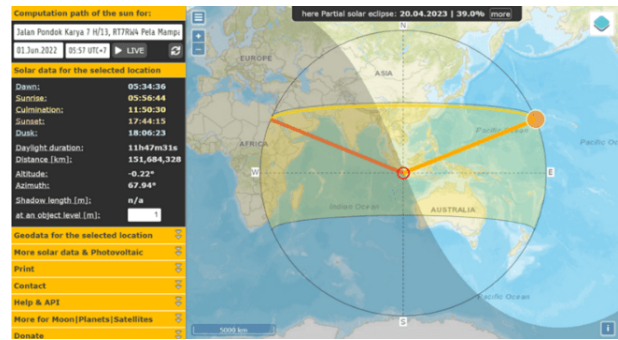 Computation path of the sun for:
Jalan Pondok Karya 7 H/13, RT7RW4 Pela Mampa
01.Jun.2022 05:57 UTC+7 ▶ LIVE
Solar data for the selected location
Dawn: 05:34:36
Sunrise: 05:56:44
Culmination: 11:50:30
Sunset: 17:44:15
Dusk: 18:06:23
Daylight duration: 11h47m31s
Distance [km]: 151,684,328
Altitude: -0.22°
Azimuth: 67.94°
Shadow length [m]: n/a
at an object level [m]: 1
Geodata for the selected location
More solar data & Photovoltaic
Print
Contact
Help & API
More for Moon|Planets|Satellites
Donate
here Partial solar eclipse: 20.04.2023 | 39.0% more
+
−
N
EUROPE
ASIA
AFRICA
Pacific Ocean
Pacific Oc
W
E
Indian Ocean
AUSTRALIA
Pacific Ocean
S
5000 km
i